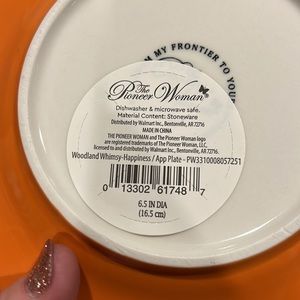 M MY FRONTIER TO YOUR
The
Pioneer Woman
Dishwasher & microwave safe.
Material Content: Stoneware
Distributed by Walmart Inc., Bentonville, AR 72716
MADE IN CHINA
THE PIONEER WOMAN and The Pioneer Woman logo
are registered trademarks of The Pioneer Woman, LLC.
licensed to and distributed by Walmart Inc., Bentonville, AR 72716.
Woodland Whimsy-Happiness / App Plate - PW3310008057251
0 13302 61748 7
6.5 IN DIA
(16.5 cm)